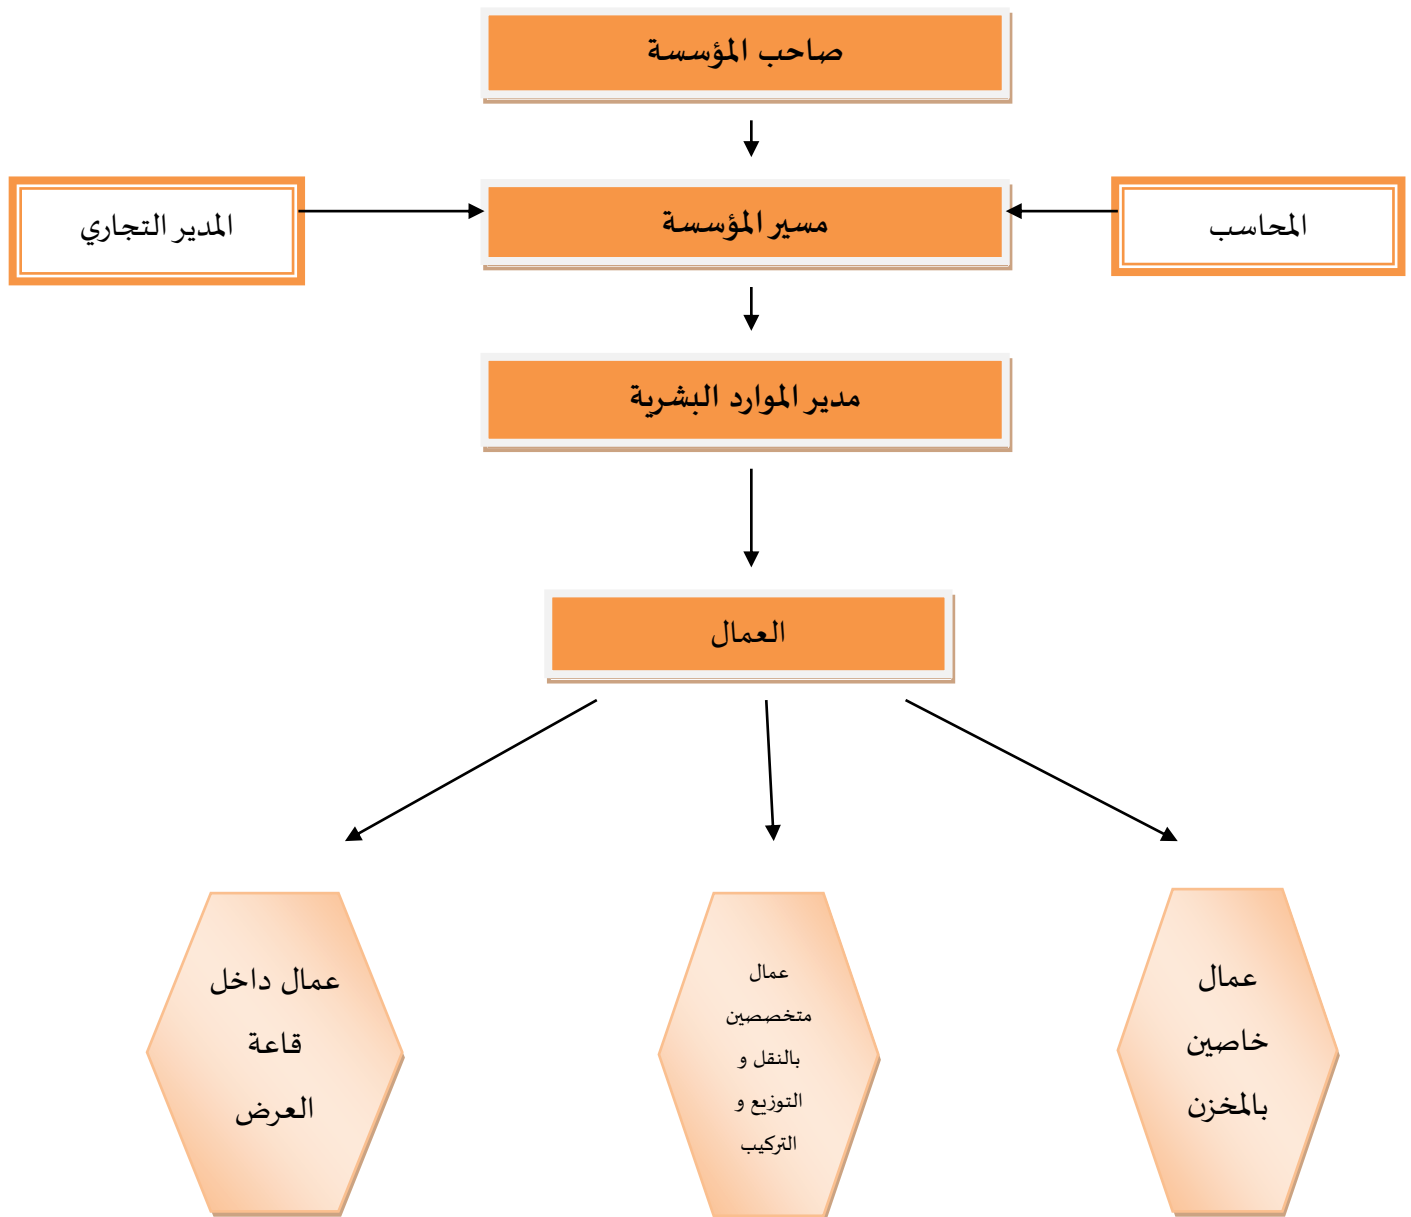 صاحب المؤسسة
المحاسب
مسير المؤسسة
المدير التجاري
مدير الموارد البشرية
العمال
عمال
خاصين
بالمخزن
عمال
متخصصين
بالنقل و
التوزيع و
التركيب
عمال داخل
قاعة
العرض